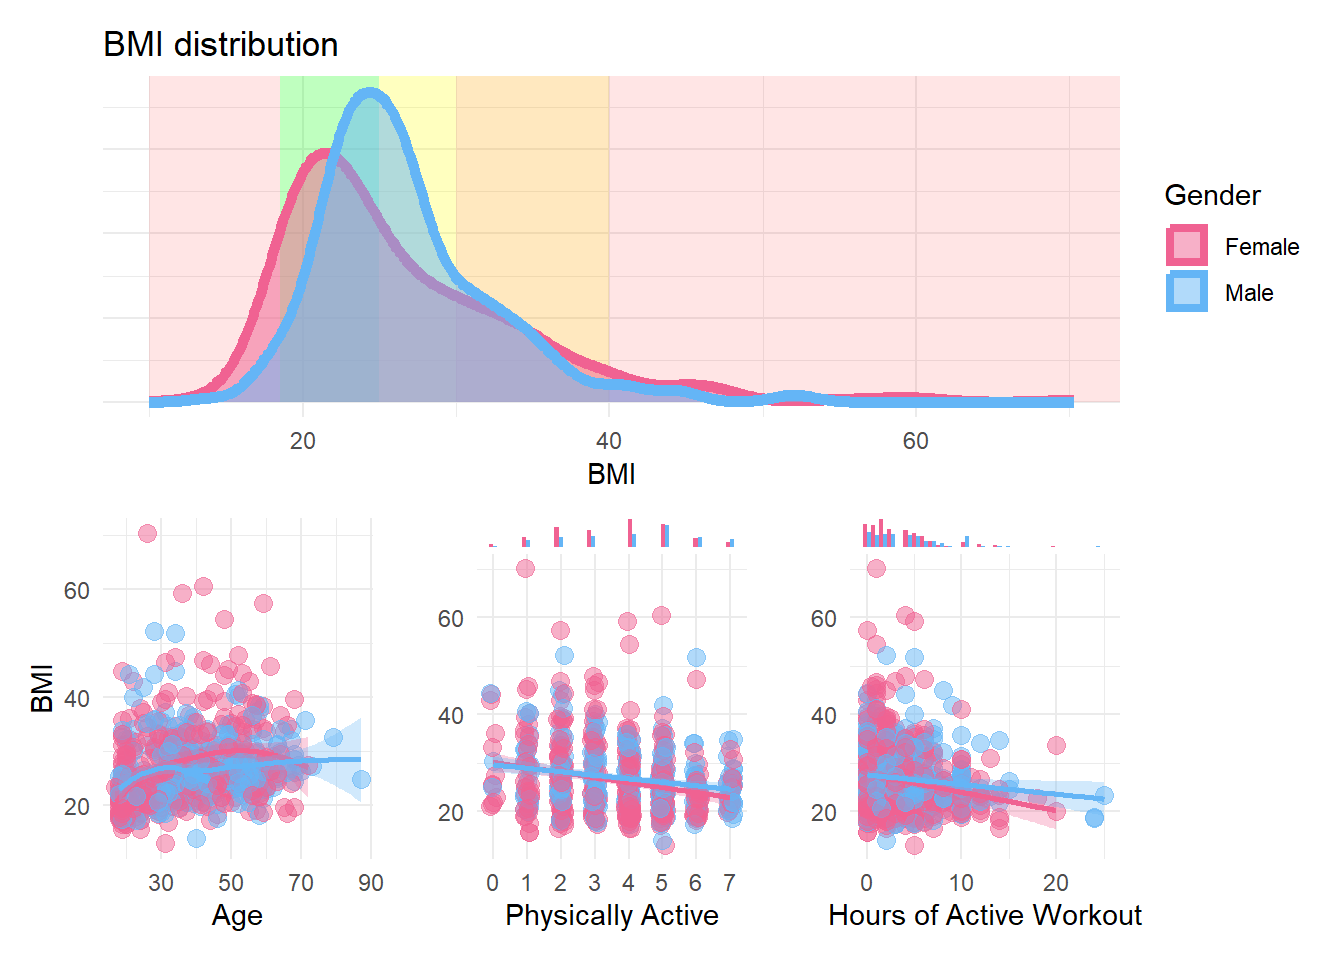 BMI distribution
20 40 60
BMI
Gender
Female
Male
BMI
60
40
20
30 50 70 90
Age
60
40
20
0 1 2 3 4 5 6 7
Physically Active
60
40
20
0 10 20
Hours of Active Workout